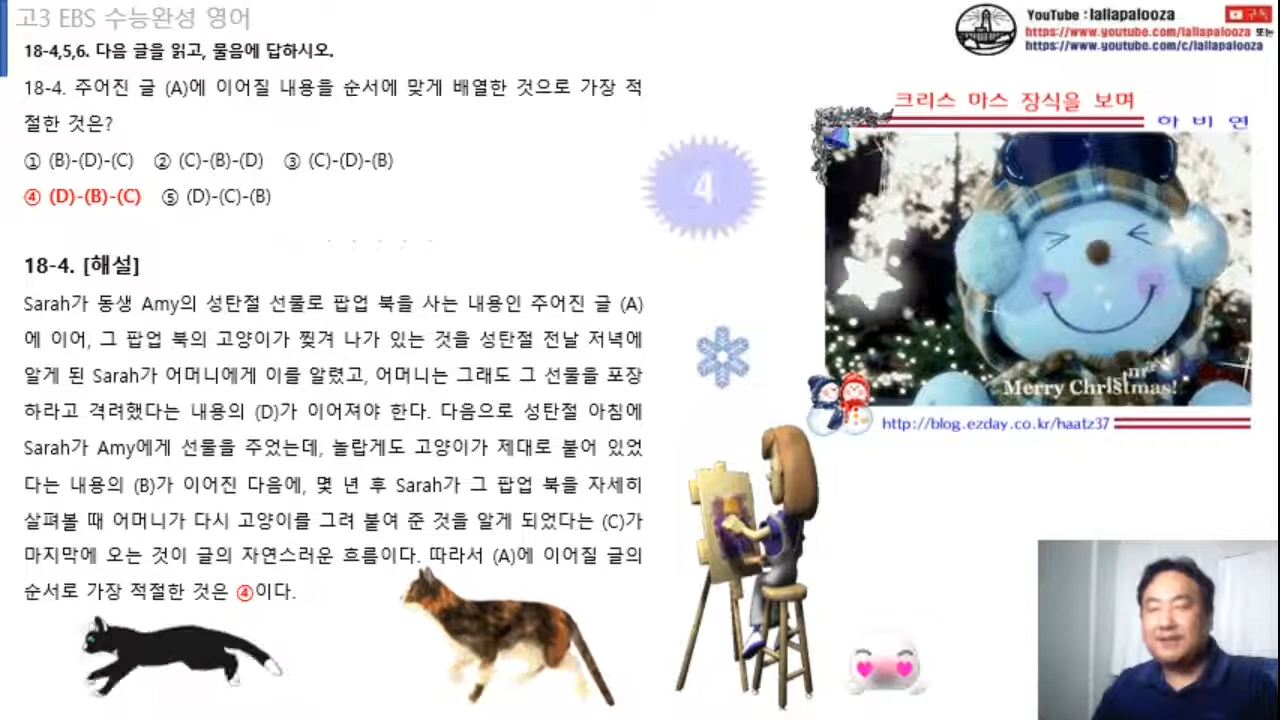 고3 EBS 수능완성 영어
18-4,5,6. 다음 글을 읽고, 물음에 답하시오.
18-4. 주어진 글 (A)에 이어질 내용을 순서에 맞게 배열한 것으로 가장 적
절한 것은?
① (B)-(D)-(C) ② (C)-(B)-(D) ③ (C)-(D)-(B)
④ (D)-(B)-(C) ⑤ (D)-(C)-(B)
18-4. [해설]
Sarah가 동생 Amy의 성탄절 선물로 팝업 북을 사는 내용인 주어진 글 (A)
에 이어, 그 팝업 북의 고양이가 찢겨 나가 있는 것을 성탄절 전날 저녁에
알게 된 Sarah가 어머니에게 이를 알렸고, 어머니는 그래도 그 선물을 포장
하라고 격려했다는 내용의 (D)가 이어져야 한다. 다음으로 성탄절 아침에
Sarah가 Amy에게 선물을 주었는데, 놀랍게도 고양이가 제대로 붙어 있었
다는 내용의 (B)가 이어진 다음에, 몇 년 후 Sarah가 그 팝업 북을 자세히
살펴볼 때 어머니가 다시 고양이를 그려 붙여 준 것을 알게 되었다는 (C)가
마지막에 오는 것이 글의 자연스러운 흐름이다. 따라서 (A)에 이어질 글의
순서로 가장 적절한 것은 ④이다.
4
YouTube : lallapalooza
구독
https://www.youtube.com/lallapalooza 또는
https://www.youtube.com/c/lallapalooza
크리스 마스 장식을 보며
하 비 연
Merry Christmas!
http://blog.ezday.co.kr/haatz37